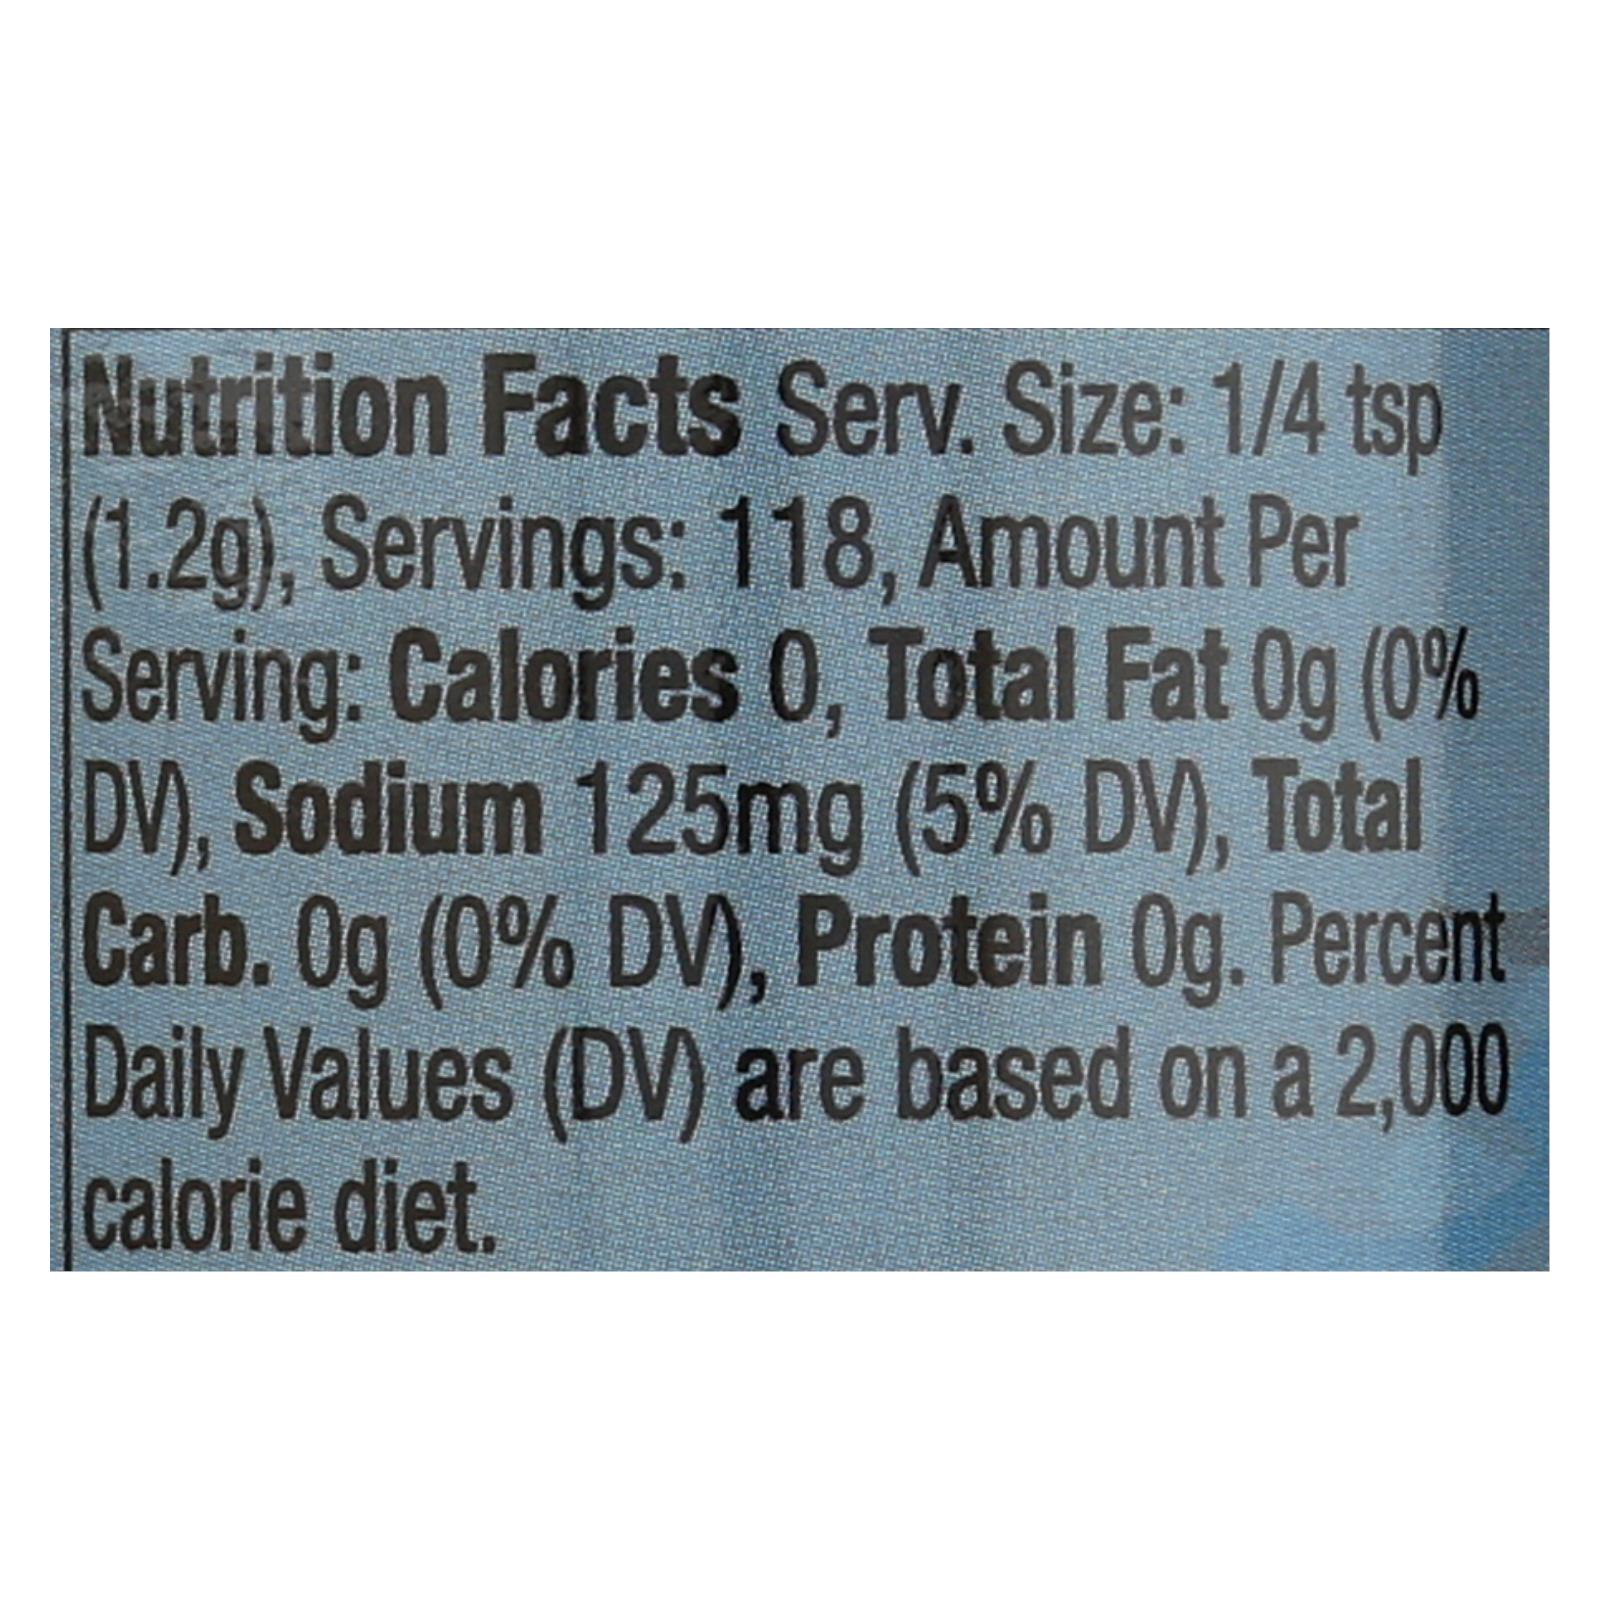 Nutrition Facts Serv. Size: 1/4 tsp
(1.2g), Servings: 118, Amount Per
Serving: Calories 0, Total Fat 0g (0%
DV), Sodium 125mg (5% DV), Total
Carb. 0g (0% DV), Protein 0g. Percent
Daily Values (DV) are based on a 2,000
calorie diet.